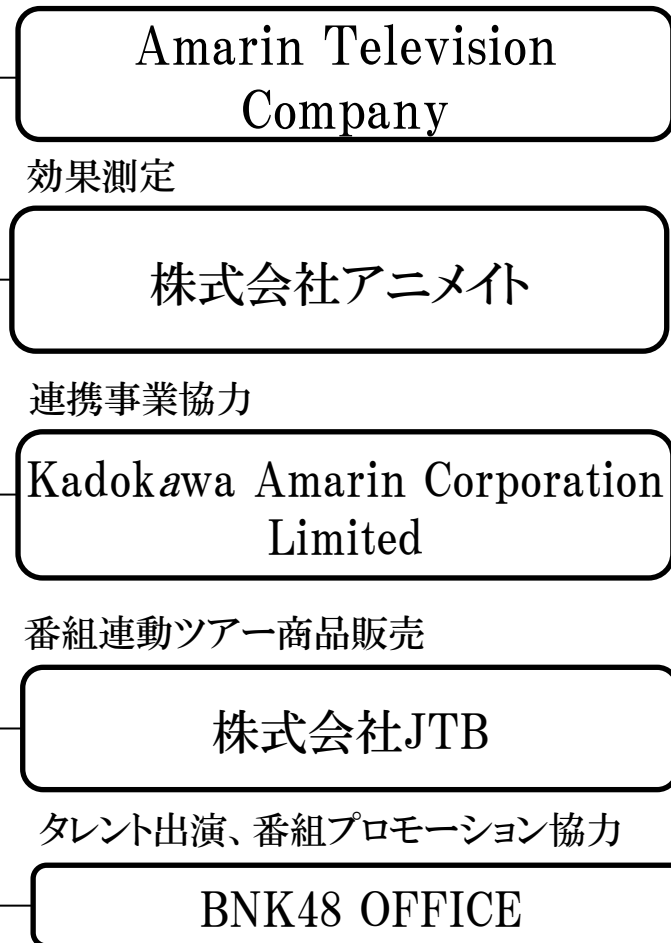 Amarin Television
Company
効果測定
株式会社アニメイト
連携事業協力
Kadokawa Amarin Corporation
Limited
番組連動ツアー商品販売
株式会社JTB
タレント出演、番組プロモーション協力
BNK48 OFFICE